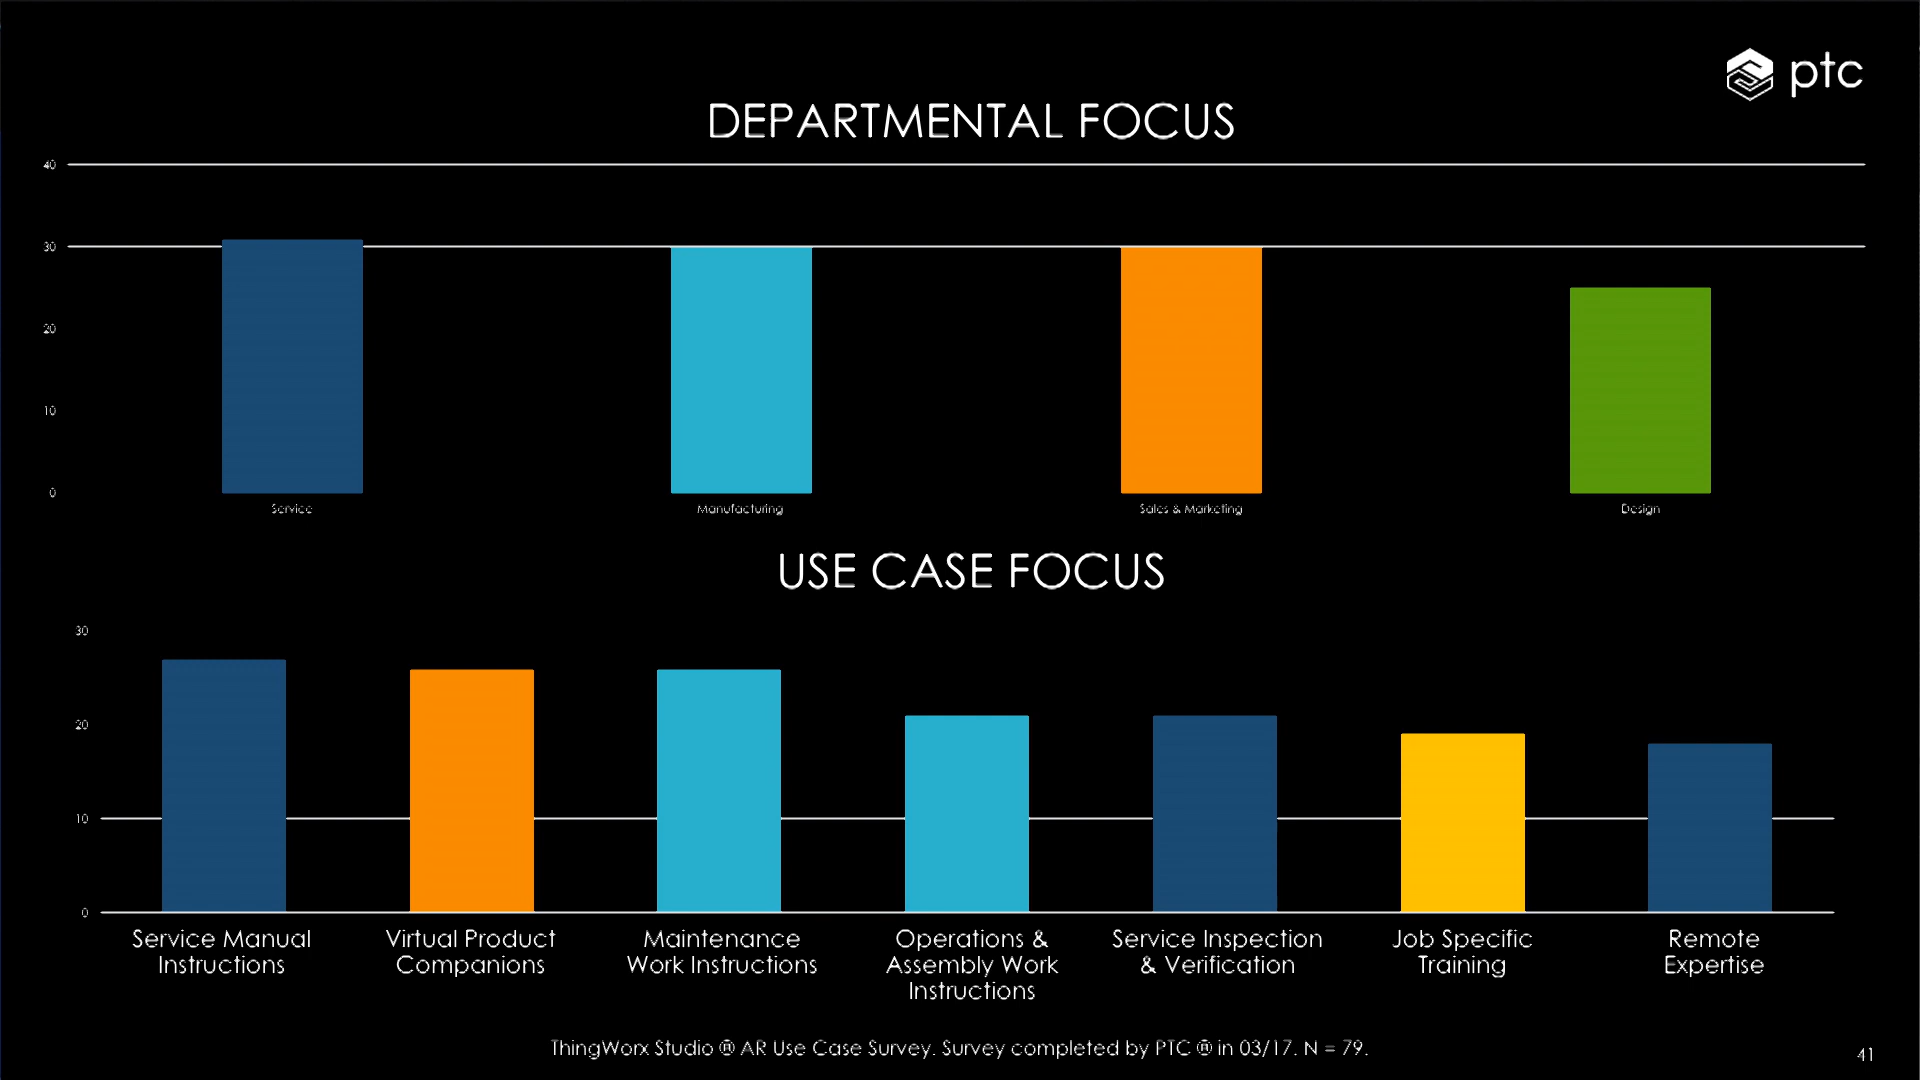 ptc
DEPARTMENTAL FOCUS
40
30
20
10
0
Service
Manufacturing
Sales & Marketing
Design
USE CASE FOCUS
30
20
10
0
Service Manual
Instructions
Virtual Product
Companions
Maintenance
Work Instructions
Operations &
Assembly Work
Instructions
Service Inspection
& Verification
Job Specific
Training
Remote
Expertise
ThingWorx Studio ® AR Use Case Survey. Survey completed by PTC ® in 03/17. N = 79.
41